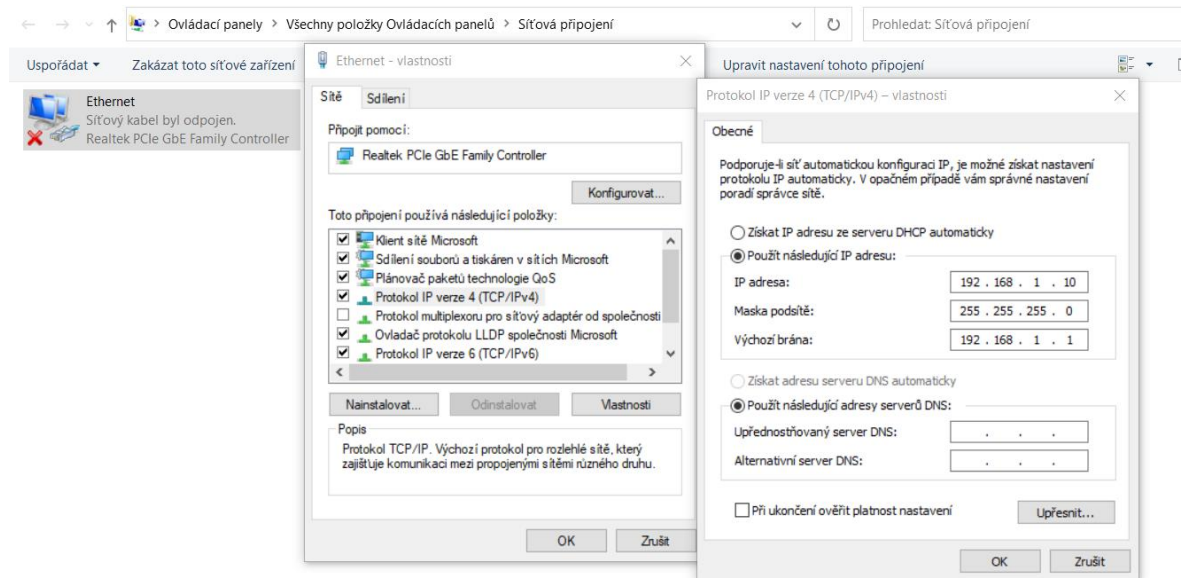 Ovládací panely > Všechny položky Ovládacích panelů > Síťová připojení
Prohledat: Síťová připojení
Uspořádat
Zakázat toto síťové zařízení
Upravit nastavení tohoto připojení
Ethernet
Síťový kabel byl odpojen.
Realtek PCIe GbE Family Controller
Ethernet - vlastnosti
Sítě
Sdílení
Připojit pomocí:
Realtek PCIe GbE Family Controller
Konfigurovat...
Toto připojení používá následující položky:
Klient sítě Microsoft
Sdílení souborů a tiskáren v sítích Microsoft
Plánovač paketů technologie QoS
Protokol IP verze 4 (TCP/IPv4)
Protokol multiplexoru pro síťový adaptér od společnosti
Ovladač protokolu LLDP společnosti Microsoft
Protokol IP verze 6 (TCP/IPv6)
Nainstalovat...
Odinstalovat
Vlastnosti
Popis
Protokol TCP/IP. Výchozí protokol pro rozlehlé sítě, který
zajišťuje komunikaci mezi propojenými sítěmi různého druhu.
OK
Zrušit
Protokol IP verze 4 (TCP/IPv4) – vlastnosti
Obecné
Podporuje-li síť automatickou konfiguraci IP, je možné získat nastavení
protokolu IP automaticky. V opačném případě vám správné nastavení
poradí správce sítě.
Získat IP adresu ze serveru DHCP automaticky
Použít následující IP adresu:
IP adresa: 192 . 168 . 1 . 10
Maska podsítě: 255 . 255 . 255 . 0
Výchozí brána: 192 . 168 . 1 . 1
Získat adresu serveru DNS automaticky
Použít následující adresy serverů DNS:
Upřednostňovaný server DNS: . . .
Alternativní server DNS: . . .
Při ukončení ověřit platnost nastavení
Upřesnit...
OK
Zrušit